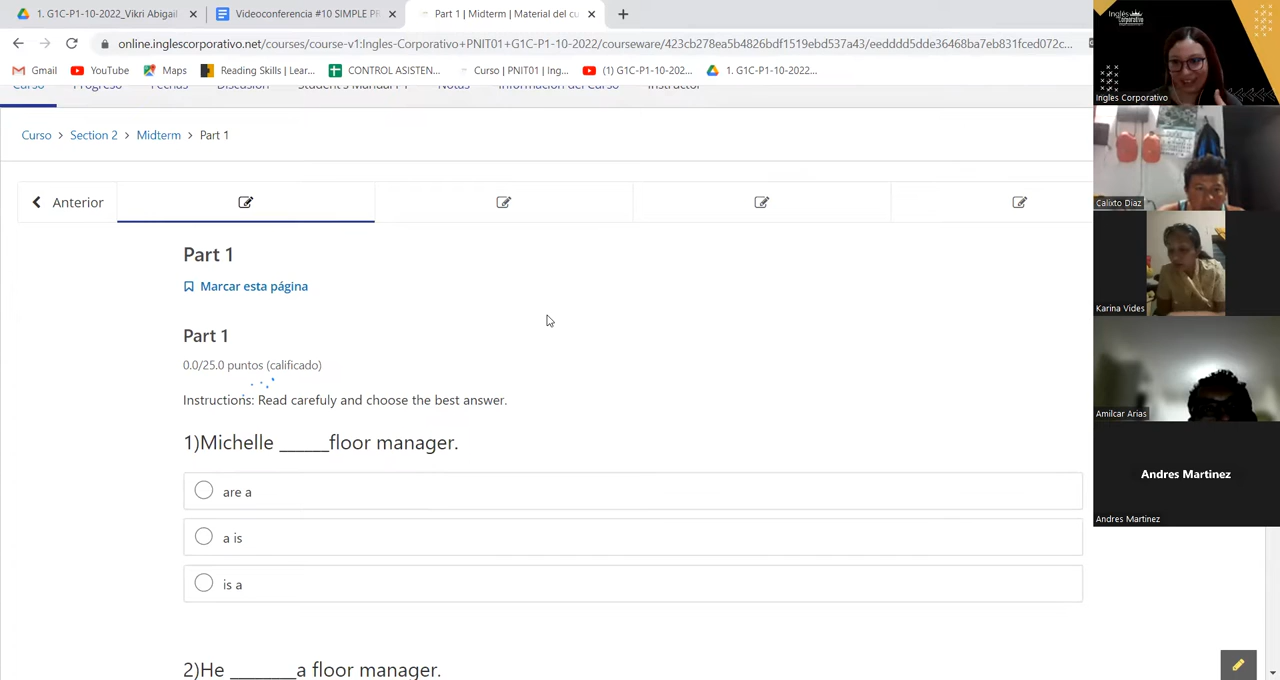 1. G1C-P1-10-2022_Vikri Abigail
Videoconferencia #10 SIMPLE PR
Part 1 | Midterm | Material del cu
online.inglescorporativo.net/courses/course-v1:Ingles-Corporativo+PNIT01+G1C-P1-10-2022/courseware/423cb278ea5b4826bdf1519ebd537a43/eedddd5dde36468ba7eb831fced072c...
Gmail
YouTube
Maps
Reading Skills | Lear...
CONTROL ASISTEN...
Curso | PNIT01 | Ing...
(1) G1C-P1-10-202...
1. G1C-P1-10-2022...
Curso
Progreso
Fechas
Discusión
Student's Manual P1
Notas
Información del Curso
Instructor
Curso > Section 2 > Midterm > Part 1
Anterior
Part 1
Marcar esta página
Part 1
0.0/25.0 puntos (calificado)
Instructions: Read carefuly and choose the best answer.
1)Michelle ______floor manager.
are a
a is
is a
2)He ________a floor manager.
Inglés
Corporativo
Ingles Corporativo
Calixto Diaz
Karina Vides
Amilcar Arias
Andres Martinez
Andres Martinez